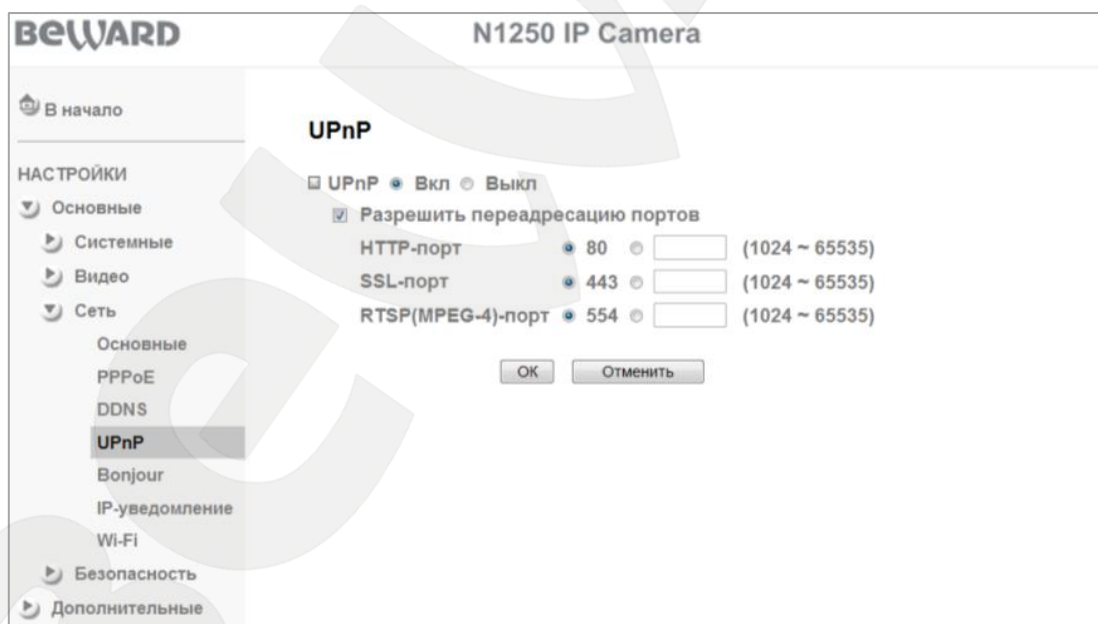 BEWARD
N1250 IP Camera
В начало
НАСТРОЙКИ
Основные
Системные
Видео
Сеть
Основные
PPPoE
DDNS
UPnP
Bonjour
IP-уведомление
Wi-Fi
Безопасность
Дополнительные
UPnP
UPnP Вкл Выкл
Разрешить переадресацию портов
HTTP-порт 80 (1024 ~ 65535)
SSL-порт 443 (1024 ~ 65535)
RTSP(MPEG-4)-порт 554 (1024 ~ 65535)
ОК Отменить